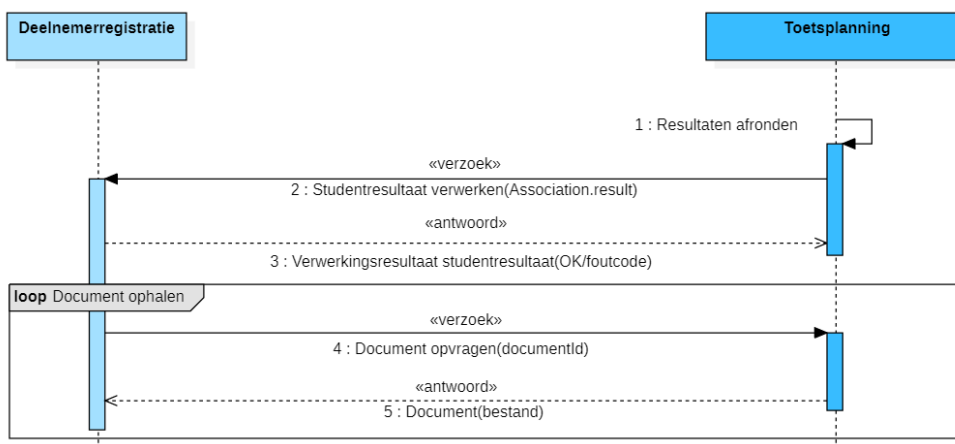 Deelnemerregistratie
Toetsplanning
1 : Resultaten afronden
«verzoek»
2 : Studentresultaat verwerken(Association.result)
«antwoord»
3 : Verwerkingsresultaat studentresultaat(OK/foutcode)
loop Document ophalen
«verzoek»
4 : Document opvragen(documentId)
«antwoord»
5 : Document(bestand)